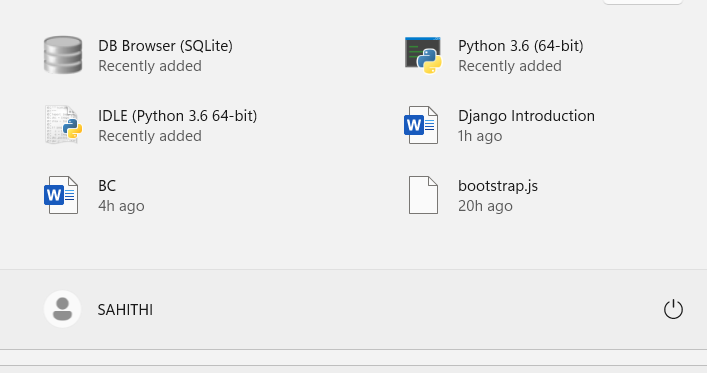 DB Browser (SQLite)
Recently added
Python 3.6 (64-bit)
Recently added
IDLE (Python 3.6 64-bit)
Recently added
Django Introduction
1h ago
BC
4h ago
bootstrap.js
20h ago
SAHITHI